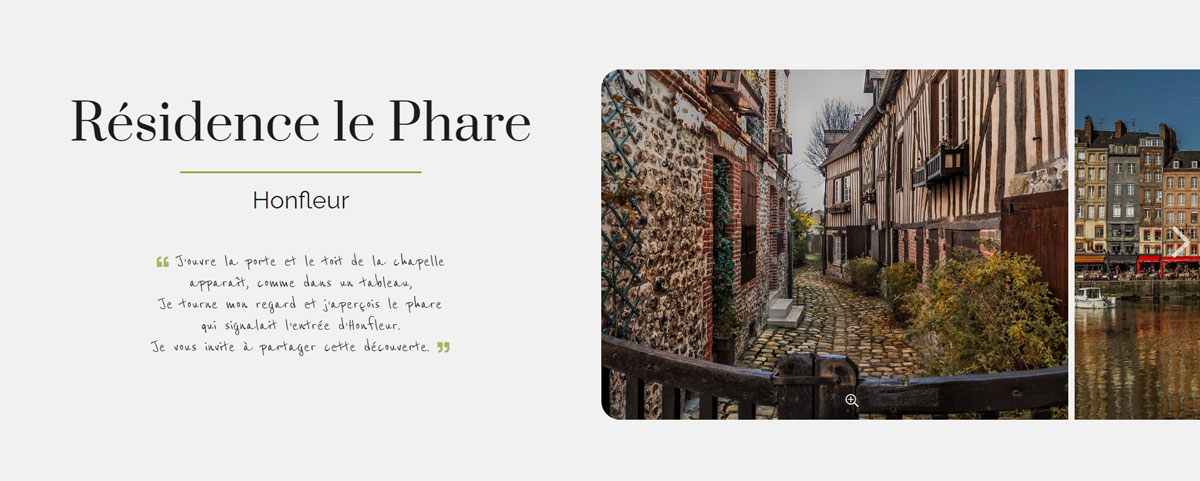 Résidence le Phare
Honfleur
❝ J'ouvre la porte et le toit de la chapelle
apparaît, comme dans un tableau,
Je tourne mon regard et j'aperçois le phare
qui signalait l'entrée d'Honfleur.
Je vous invite à partager cette découverte. ❞